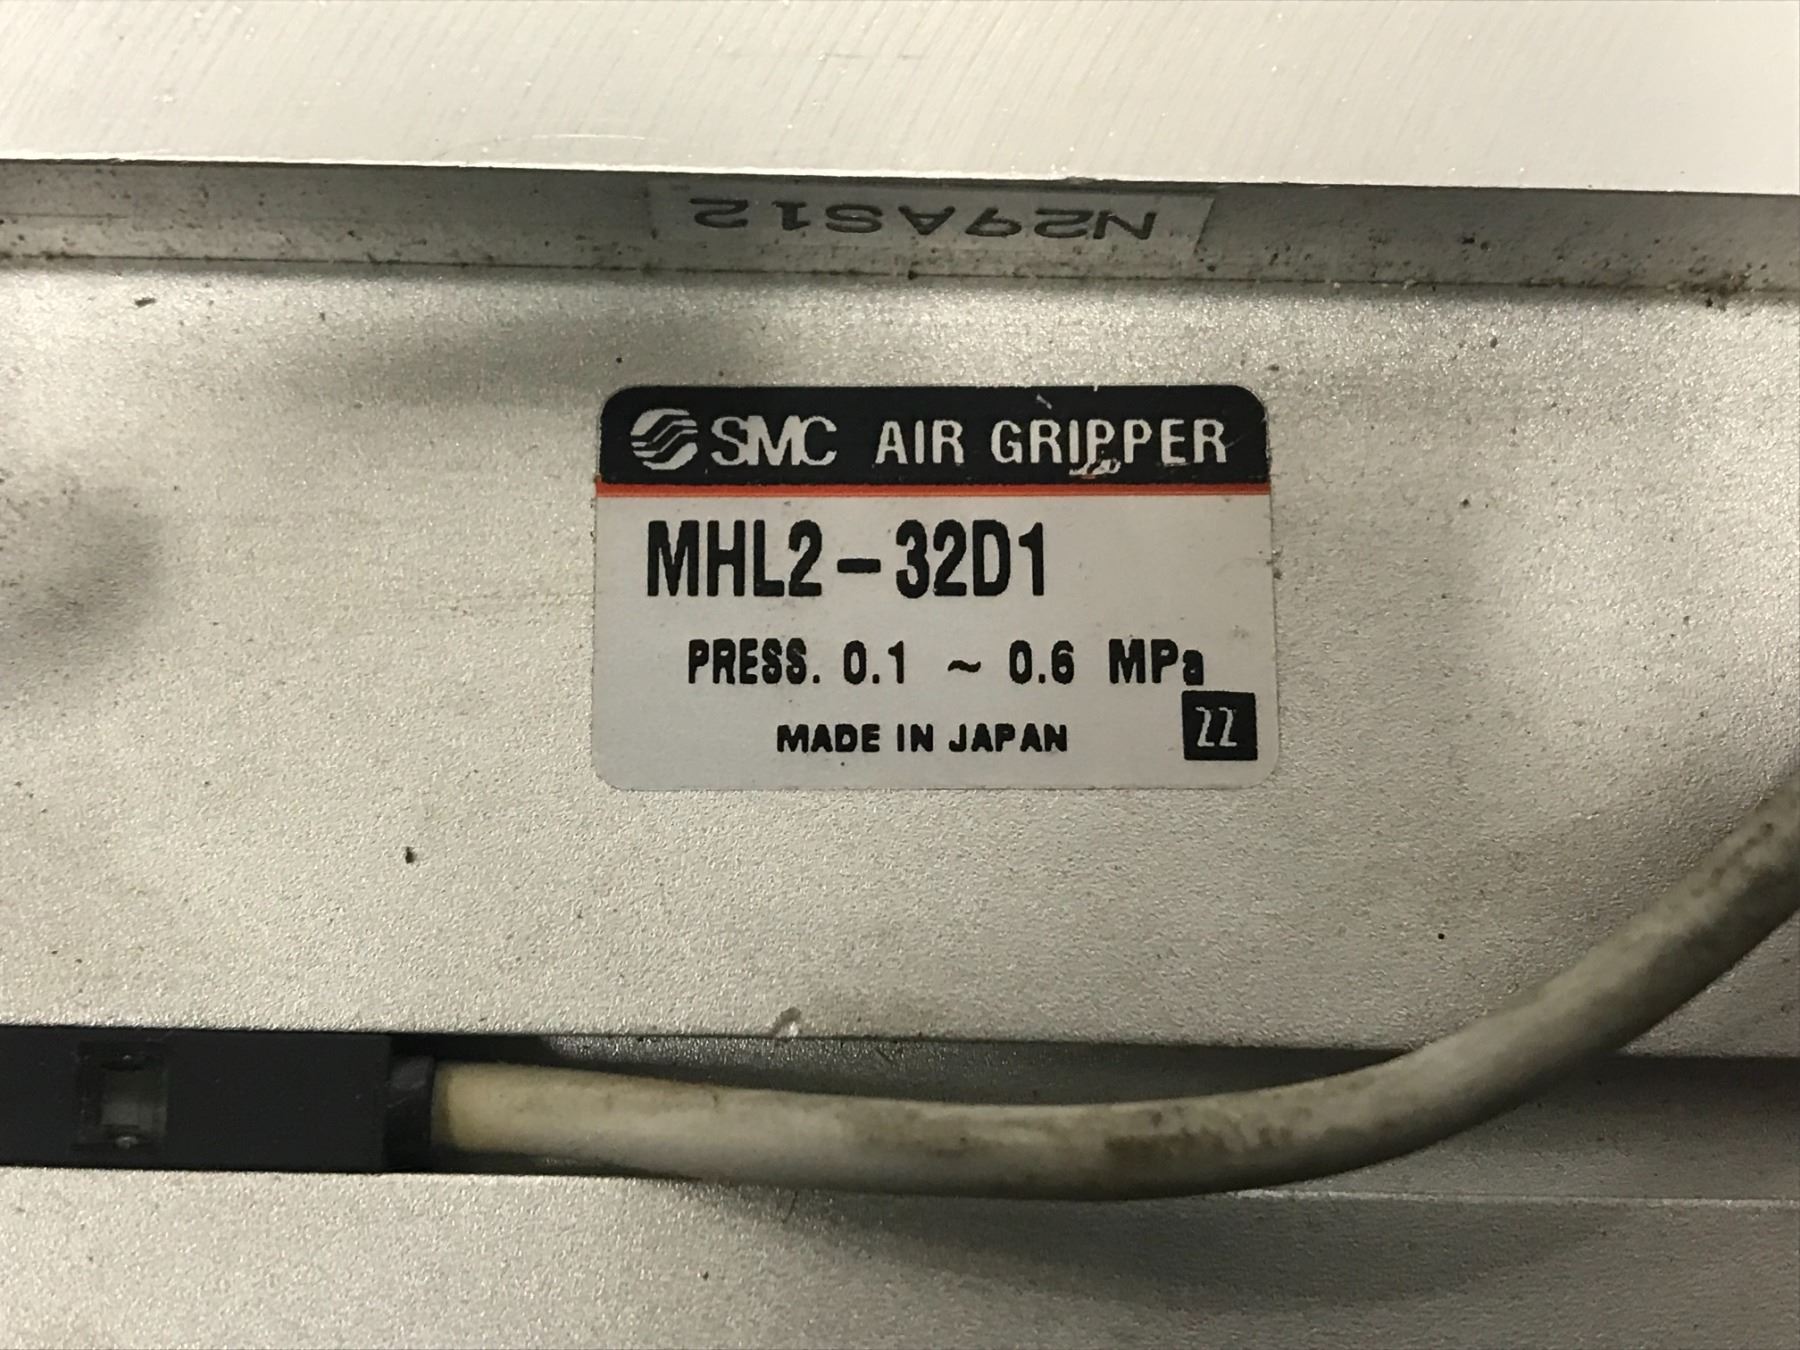 N29AS12
SMC AIR GRIPPER
MHL2-32D1
PRESS. 0.1 ~ 0.6 MPa
MADE IN JAPAN
ZZ